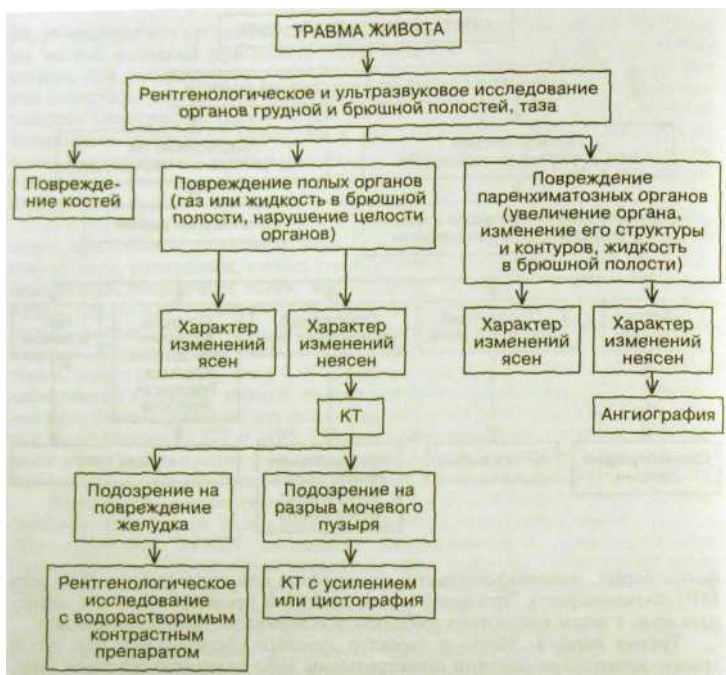 ТРАВМА ЖИВОТА
Рентгенологическое и ультразвуковое исследование
органов грудной и брюшной полостей, таза
Поврежде-
ние костей
Повреждение полых органов
(газ или жидкость в брюшной
полости, нарушение целости
органов)
Повреждение
паренхиматозных органов
(увеличение органа,
изменение его структуры
и контуров, жидкость
в брюшной полости)
Характер
изменений
ясен
Характер
изменений
неясен
Характер
изменений
ясен
Характер
изменений
неясен
КТ
Ангиография
Подозрение на
повреждение
желудка
Подозрение на
разрыв мочевого
пузыря
Рентгенологическое
исследование
с водорастворимым
контрастным
препаратом
КТ с усилением
или цистография